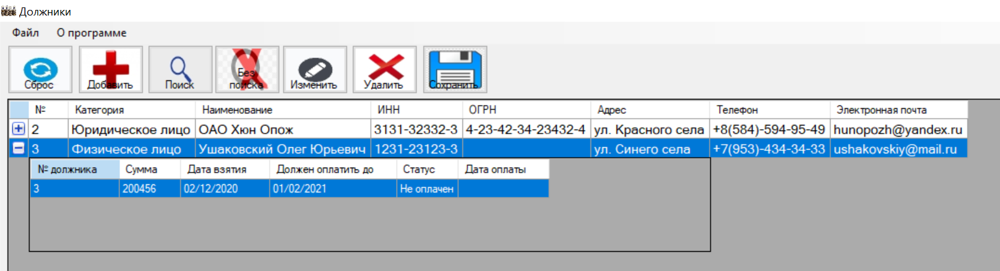 Должники
Файл О программе
Сброс Добавить Поиск Без поиска Изменить Удалить Сохранить
№ Категория Наименование ИНН ОГРН Адрес Телефон Электронная почта
2 Юридическое лицо ОАО Хюн Опож 3131-32332-3 4-23-42-34-23432-4 ул. Красного села +8(584)-594-95-49 hunopozh@yandex.ru
3 Физическое лицо Ушаковский Олег Юрьевич 1231-23123-3 ул. Синего села +7(953)-434-34-33 ushakovskiy@mail.ru
№ должника Сумма Дата взятия Должен оплатить до Статус Дата оплаты
3 200456 02/12/2020 01/02/2021 Не оплачен